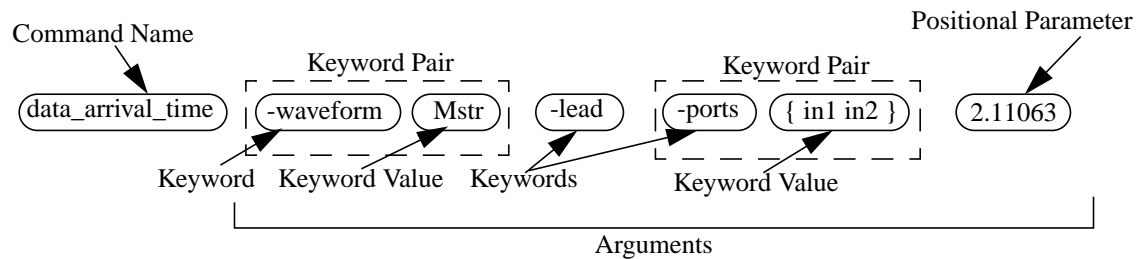 Command Name
Positional Parameter
Keyword Pair
Keyword Pair
data_arrival_time -waveform Mstr -lead -ports { in1 in2 } 2.11063
Keyword Keyword Value Keywords Keyword Value
Arguments